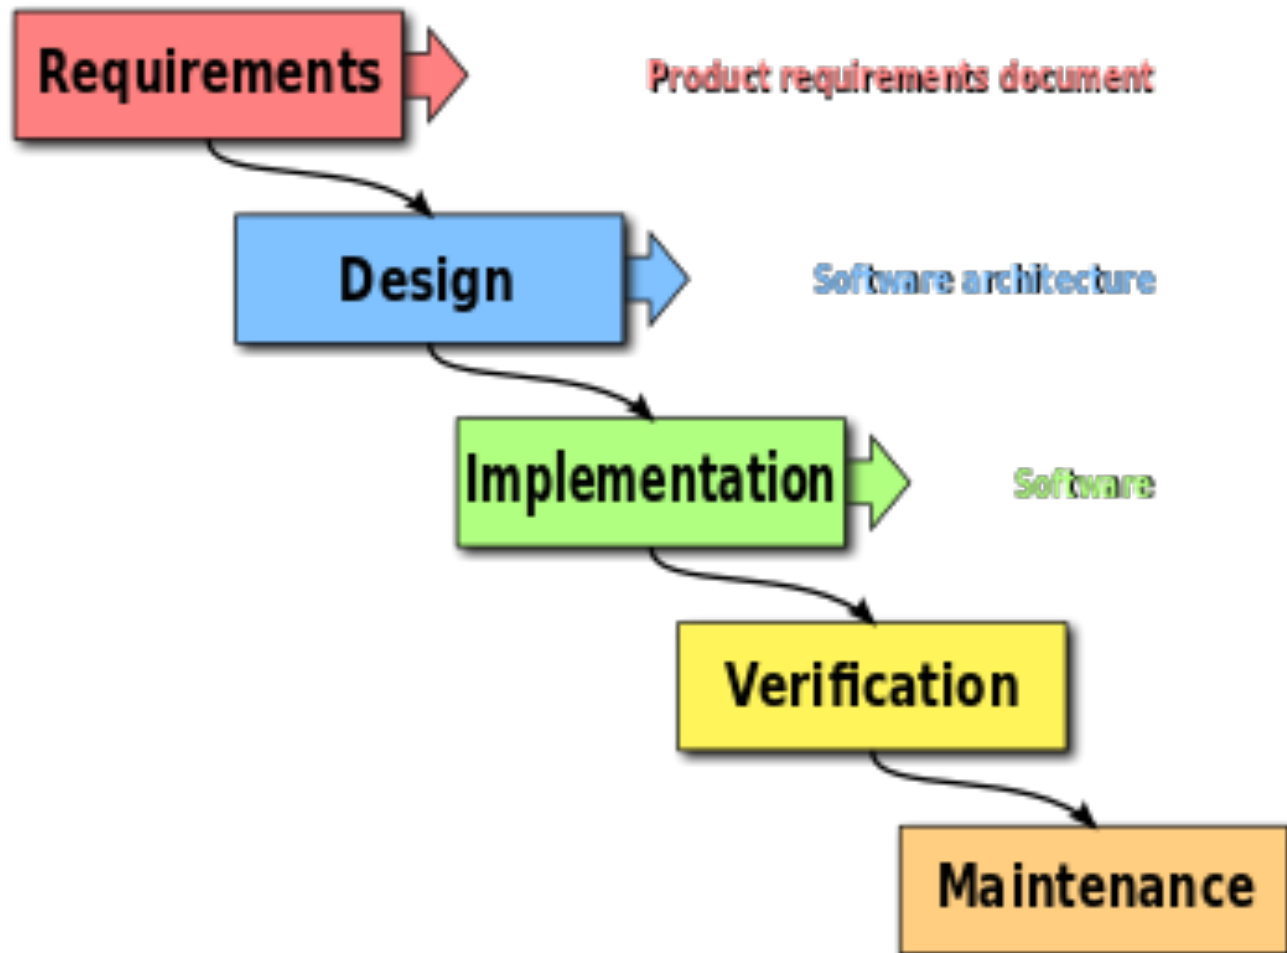 Requirements
Product requirements document
Design
Software architecture
Implementation
Software
Verification
Maintenance